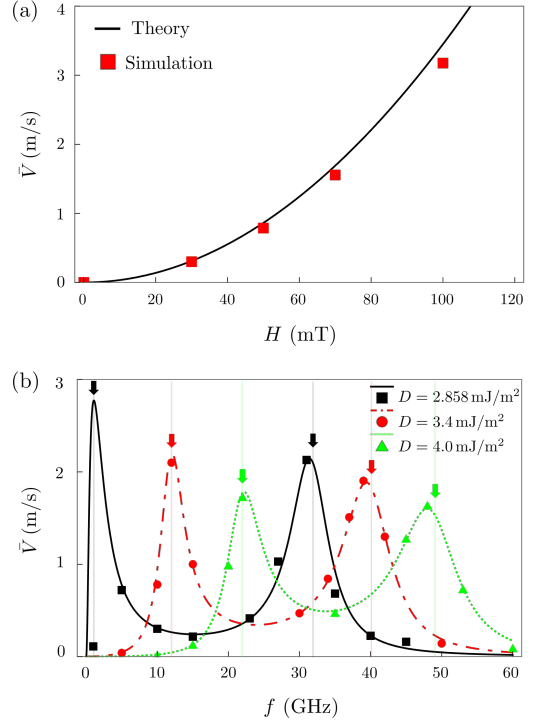 (a)
4
3
2
1
0
V̄ (m/s)
Theory
Simulation
0 20 40 60 80 100 120
H (mT)
(b)
3
2
1
0
V̄ (m/s)
D = 2.858 mJ/m²
D = 3.4 mJ/m²
D = 4.0 mJ/m²
0 10 20 30 40 50 60
f (GHz)